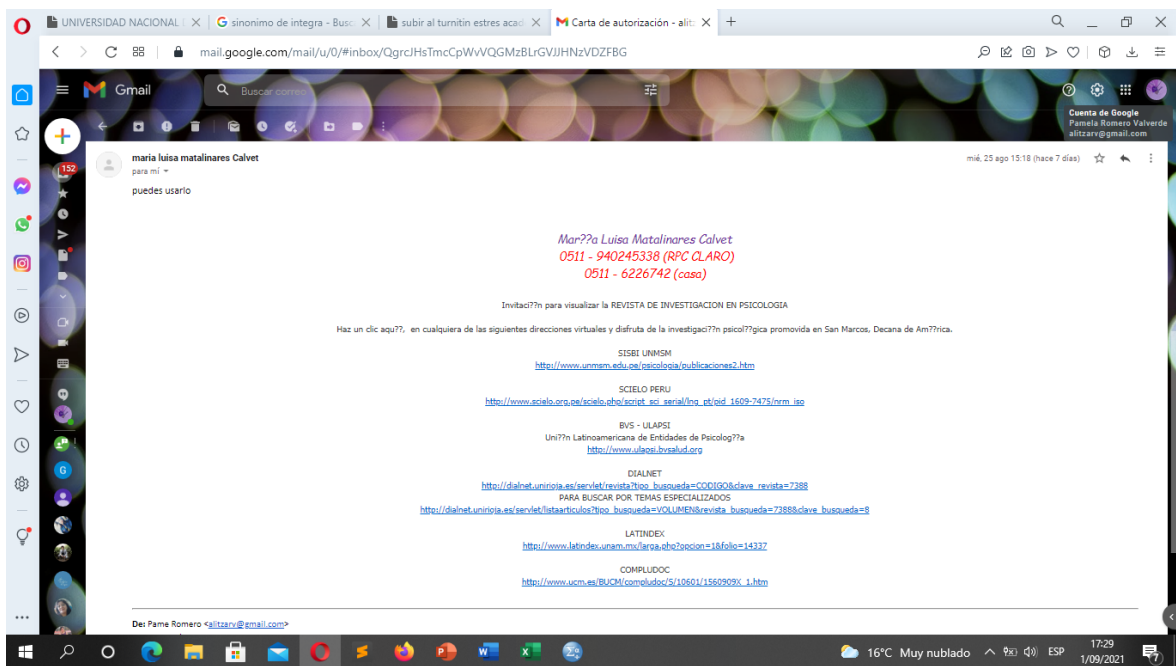 UNIVERSIDAD NACIONAL
sinonimo de integra - Busc
subir al turnitin estres acad
Carta de autorización - alit
mail.google.com/mail/u/0/#inbox/QgrcJHsTmcCpWvVQGMzBLrGVJJHNzVDZFBG
Gmail
Buscar correo
Cuenta de Google
Pamela Romero Valverde
alitzarv@gmail.com
152
maria luisa matalinares Calvet
mié, 25 ago 15:18 (hace 7 días)
para mí
puedes usarlo
Mar??a Luisa Matalinares Calvet
0511 - 940245338 (RPC CLARO)
0511 - 6226742 (casa)
Invitaci??n para visualizar la REVISTA DE INVESTIGACION EN PSICOLOGIA
Haz un clic aqu??, en cualquiera de las siguientes direcciones virtuales y disfruta de la investigaci??n psicol??gica promovida en San Marcos, Decana de Am??rica.
SISBI UNMSM
http://www.unmsm.edu.pe/psicologia/publicaciones2.htm
SCIELO PERU
http://www.scielo.org.pe/scielo.php/script_sci_serial/lng_pt/pid_1609-7475/nrm_iso
BVS - ULAPSI
Uni??n Latinoamericana de Entidades de Psicolog??a
http://www.ulapsi.bvsalud.org
DIALNET
http://dialnet.unirioja.es/servlet/revista?tipo_busqueda=CODIGO&clave_revista=7388
PARA BUSCAR POR TEMAS ESPECIALIZADOS
http://dialnet.unirioja.es/servlet/listaarticulos?tipo_busqueda=VOLUMEN&revista_busqueda=7388&clave_busqueda=8
LATINDEX
http://www.latindex.unam.mx/larga.php?opcion=1&folio=14337
COMPLUDOC
http://www.ucm.es/BUCM/compludoc/S/10601/1560909X_1.htm
De: Pame Romero <alitzarv@gmail.com>
16°C Muy nublado
ESP
17:29
1/09/2021